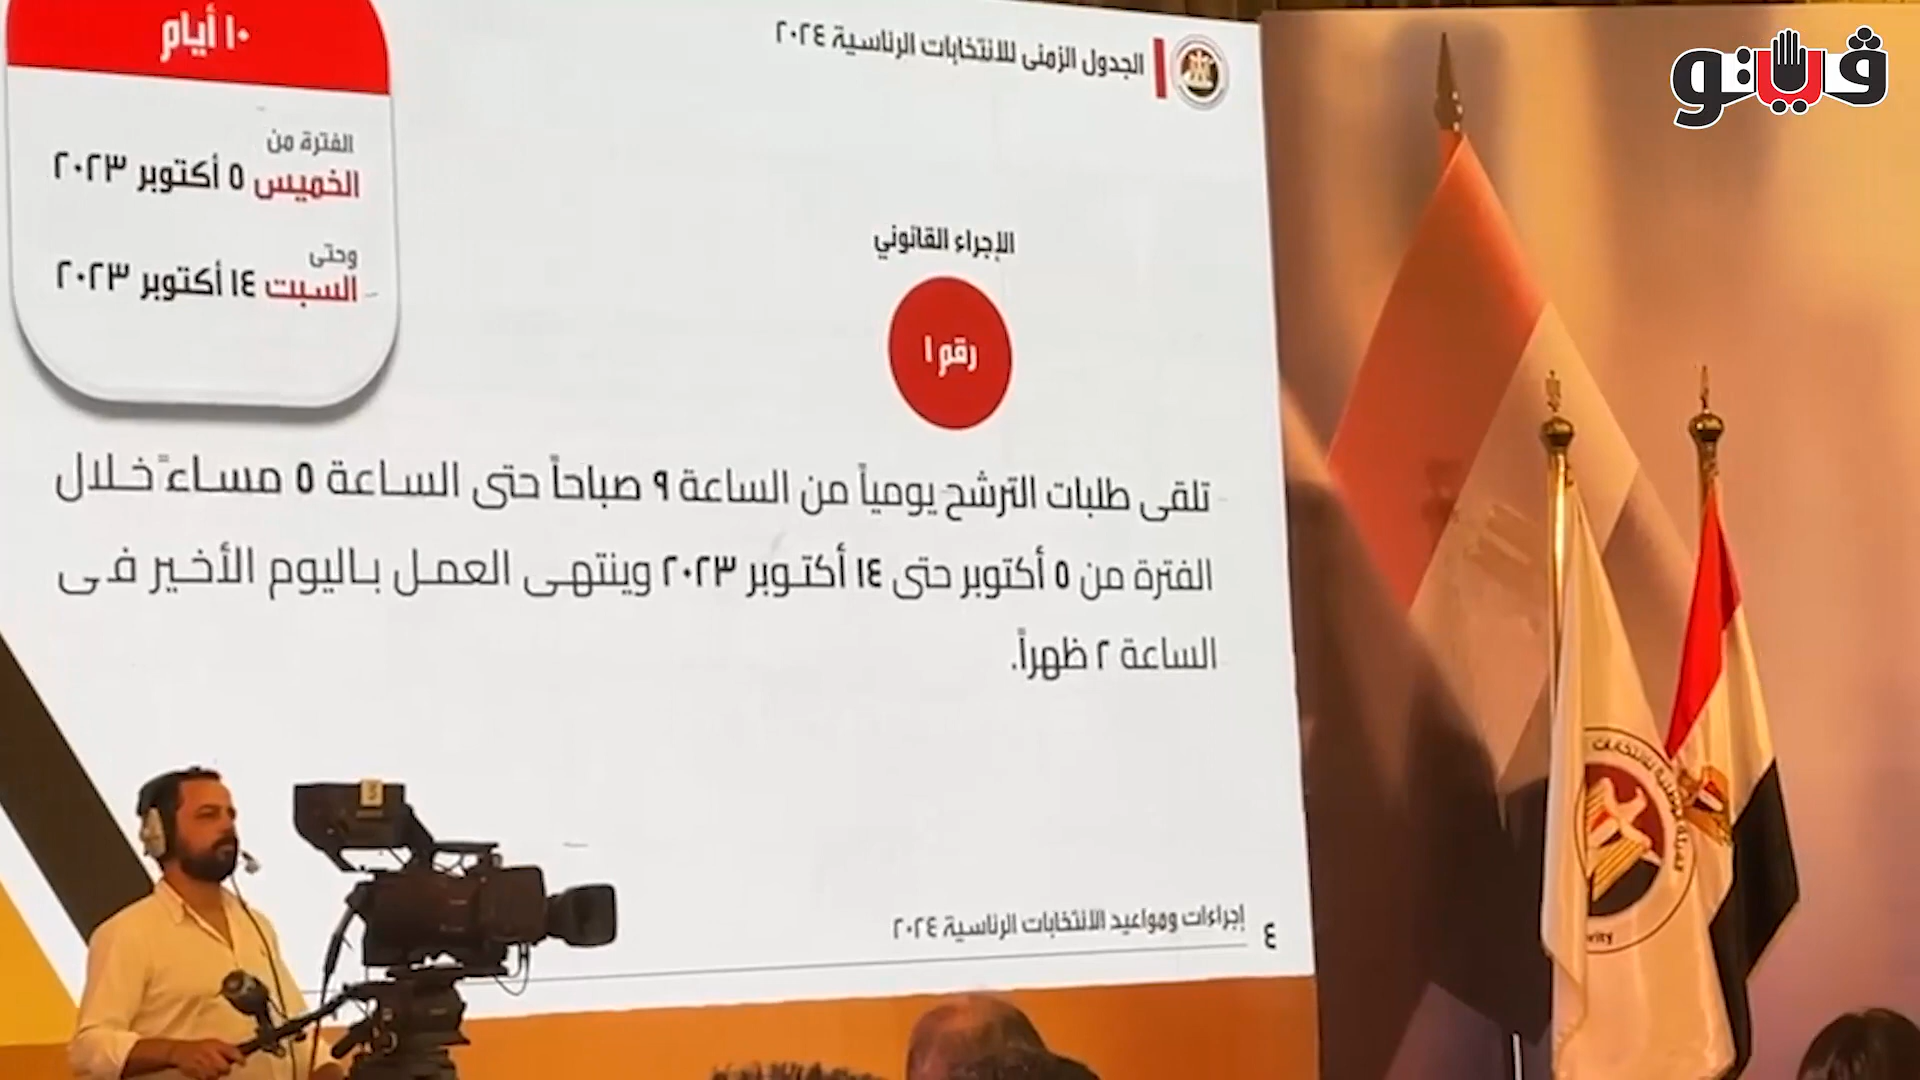 ڤيتو
الجدول الزمنى للانتخابات الرئاسية ٢٠٢٤
١٠ أيام
الفترة من
الخميس ٥ أكتوبر ٢٠٢٣
وحتى
السبت ١٤ أكتوبر ٢٠٢٣
الإجراء القانوني
رقم ١
تلقى طلبات الترشح يومياً من الساعة ٩ صباحاً حتى الساعة ٥ مساءً خلال
الفترة من ٥ أكتوبر حتى ١٤ أكتوبر ٢٠٢٣ وينتهى العمل باليوم الأخير فى
الساعة ٢ ظهراً.
إجراءات ومواعيد الانتخابات الرئاسية ٢٠٢٤
٤